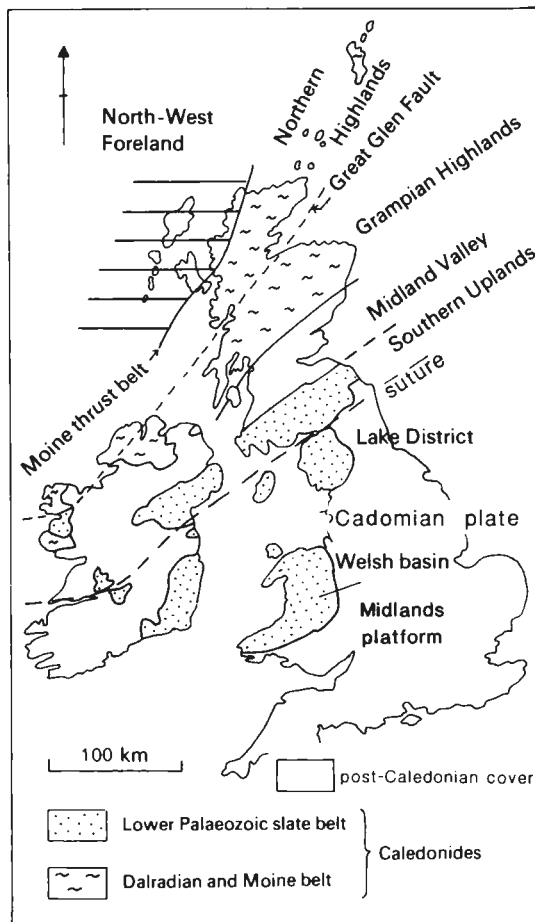 North-West
Foreland
Northern
Highlands
Great Glen Fault
Grampian Highlands
Midland Valley
Southern Uplands
suture
Moine thrust belt
Lake District
Cadomian plate
Welsh basin
Midlands
platform
100 km
post-Caledonian cover
Lower Palaeozoic slate belt
Caledonides
Dalradian and Moine belt